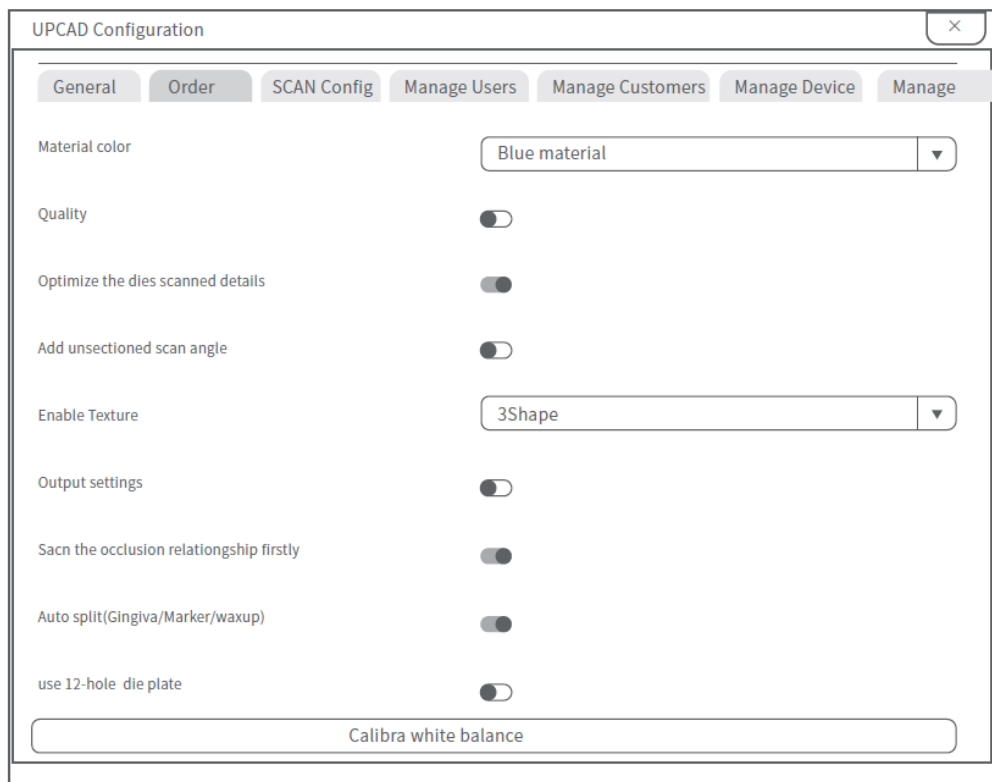 UPCAD Configuration
General Order SCAN Config Manage Users Manage Customers Manage Device Manage
Material color Blue material
Quality
Optimize the dies scanned details
Add unsectioned scan angle
Enable Texture 3Shape
Output settings
Sacn the occlusion relationgship firstly
Auto split(Gingiva/Marker/waxup)
use 12-hole die plate
Calibra white balance